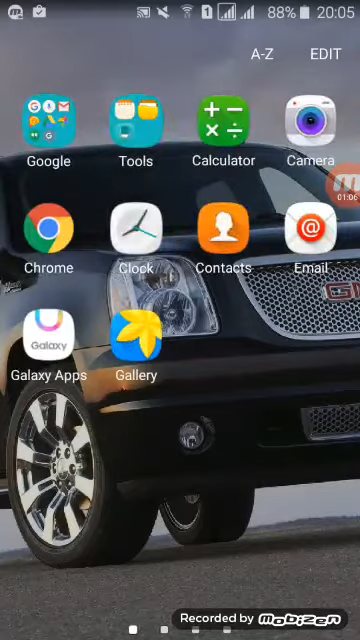 1 88% 20:05
A-Z EDIT
Google Tools Calculator Camera
01:06
Chrome Clock Contacts Email
Galaxy
Galaxy Apps Gallery
Recorded by MOBIZEN